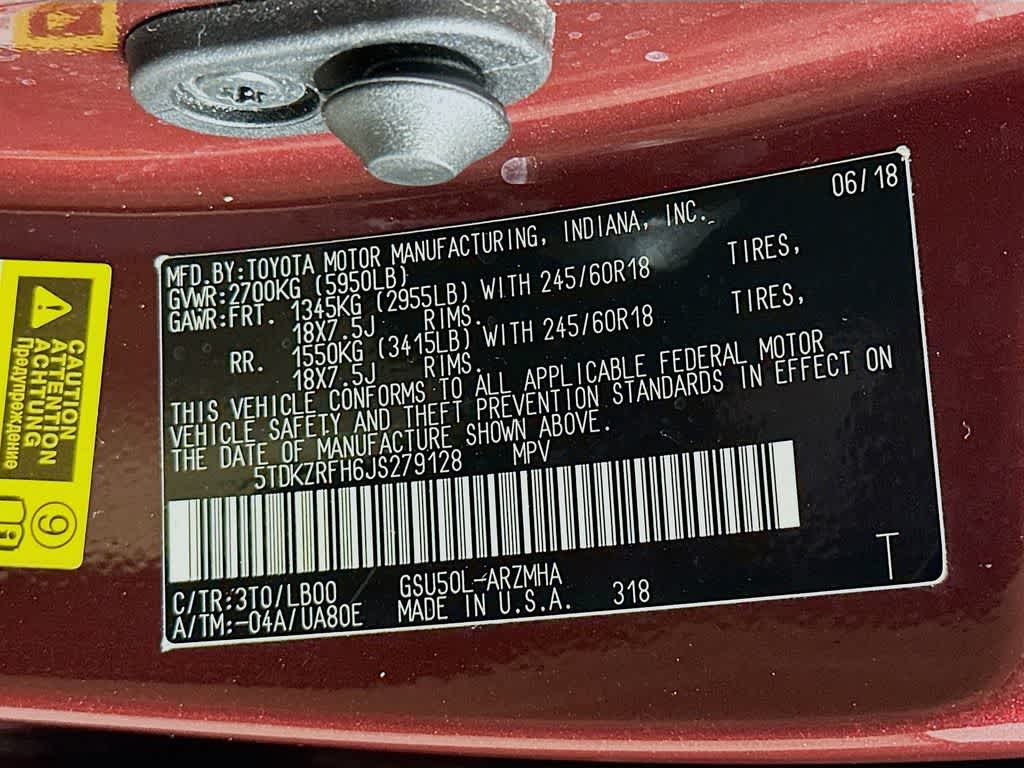 06/18
MFD.BY:TOYOTA MOTOR MANUFACTURING, INDIANA, INC.
GVWR:2700KG (5950LB)
GAWR:FRT. 1345KG (2955LB) WITH 245/60R18 TIRES,
18X7.5J RIMS.
RR. 1550KG (3415LB) WITH 245/60R18 TIRES,
18X7.5J RIMS.
THIS VEHICLE CONFORMS TO ALL APPLICABLE FEDERAL MOTOR
VEHICLE SAFETY AND THEFT PREVENTION STANDARDS IN EFFECT ON
THE DATE OF MANUFACTURE SHOWN ABOVE.
5TDKZRFH6JS279128 MPV
C/TR:3T0/LB00 GSU50L-ARZMHA T
A/TM:-04A/UA80E MADE IN U.S.A. 318
CAUTION
ATTENTION
ACHTUNG
Предупреждение
9